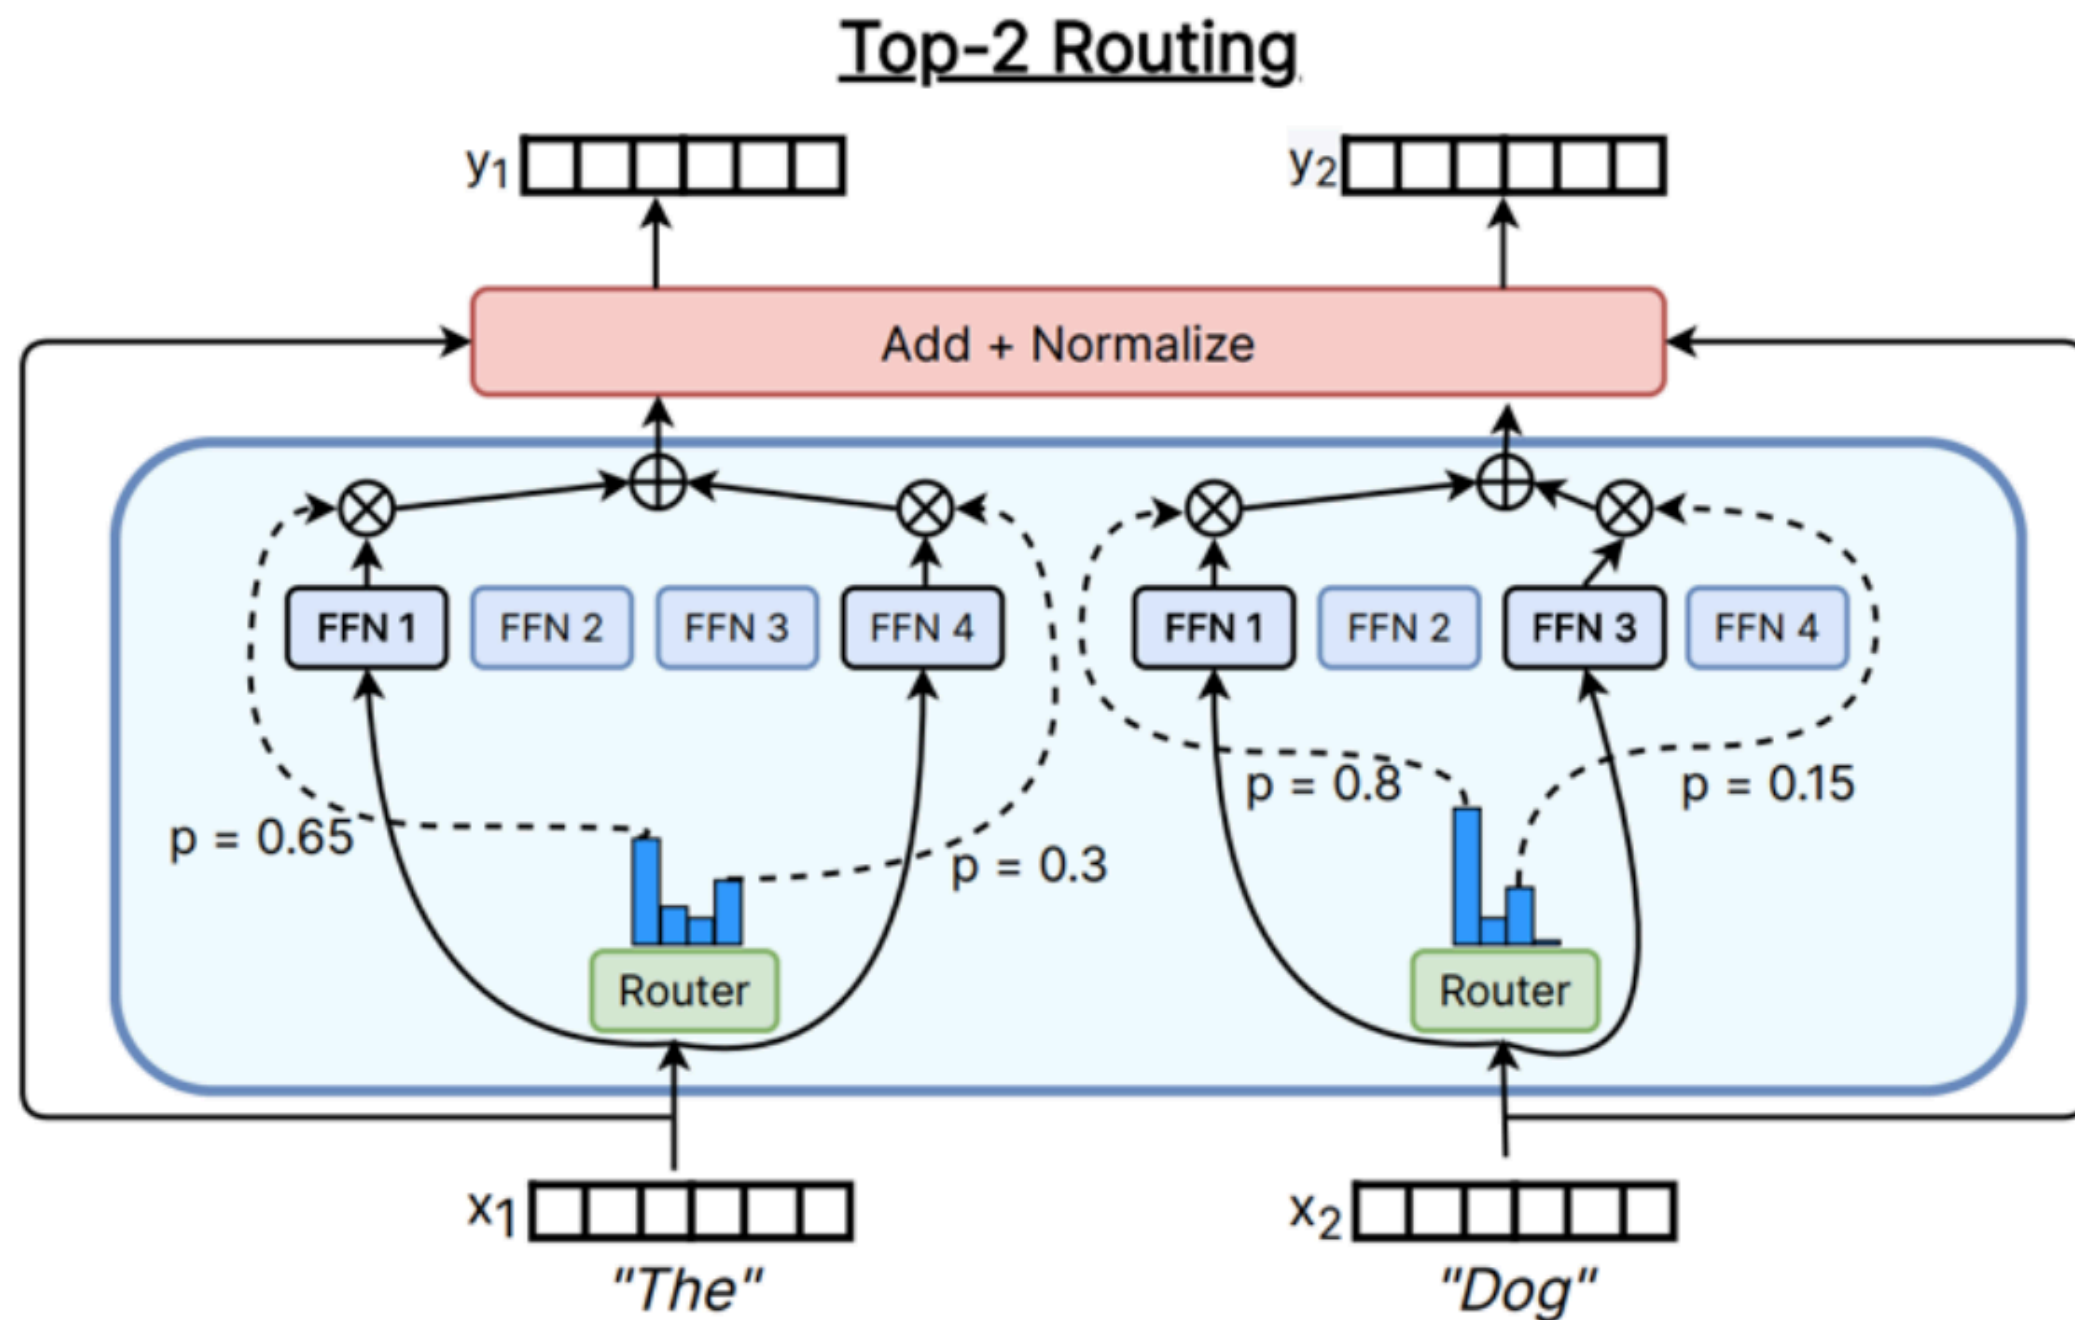 Top-2 Routing
y1
y2
Add + Normalize
FFN 1
FFN 2
FFN 3
FFN 4
FFN 1
FFN 2
FFN 3
FFN 4
p = 0.65
p = 0.3
p = 0.8
p = 0.15
Router
Router
x1
x2
"The"
"Dog"